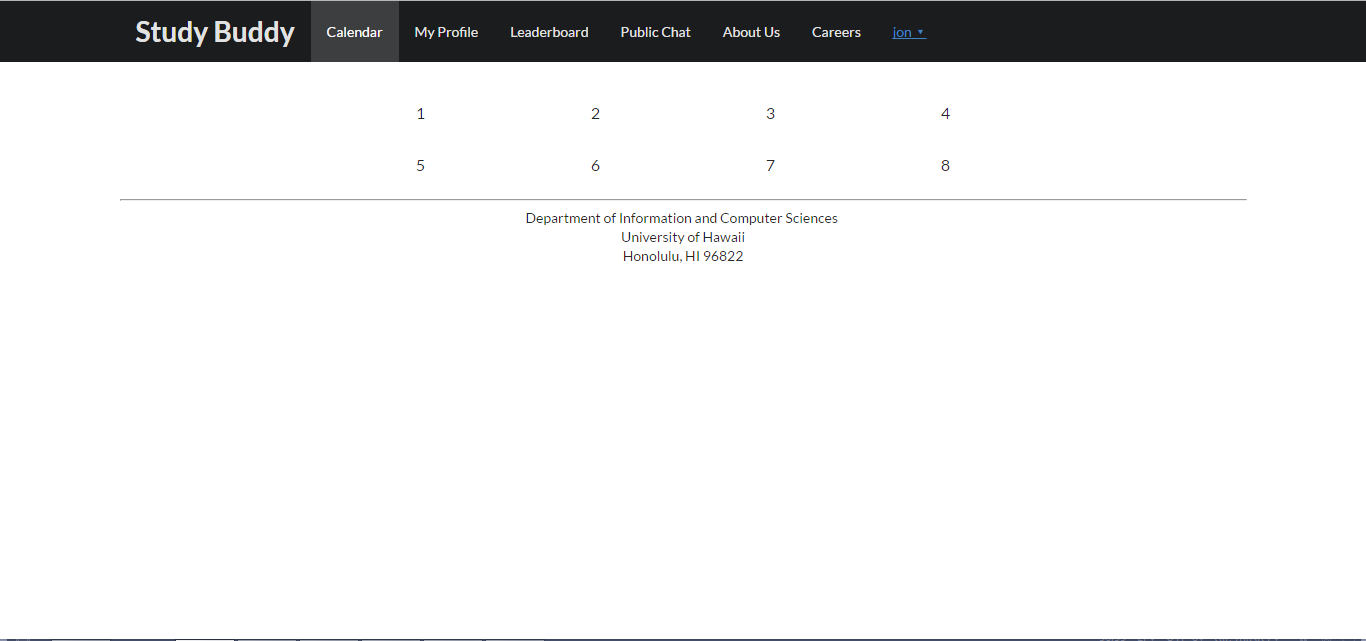 Study Buddy Calendar My Profile Leaderboard Public Chat About Us Careers jon
1 2 3 4
5 6 7 8
Department of Information and Computer Sciences
University of Hawaii
Honolulu, HI 96822